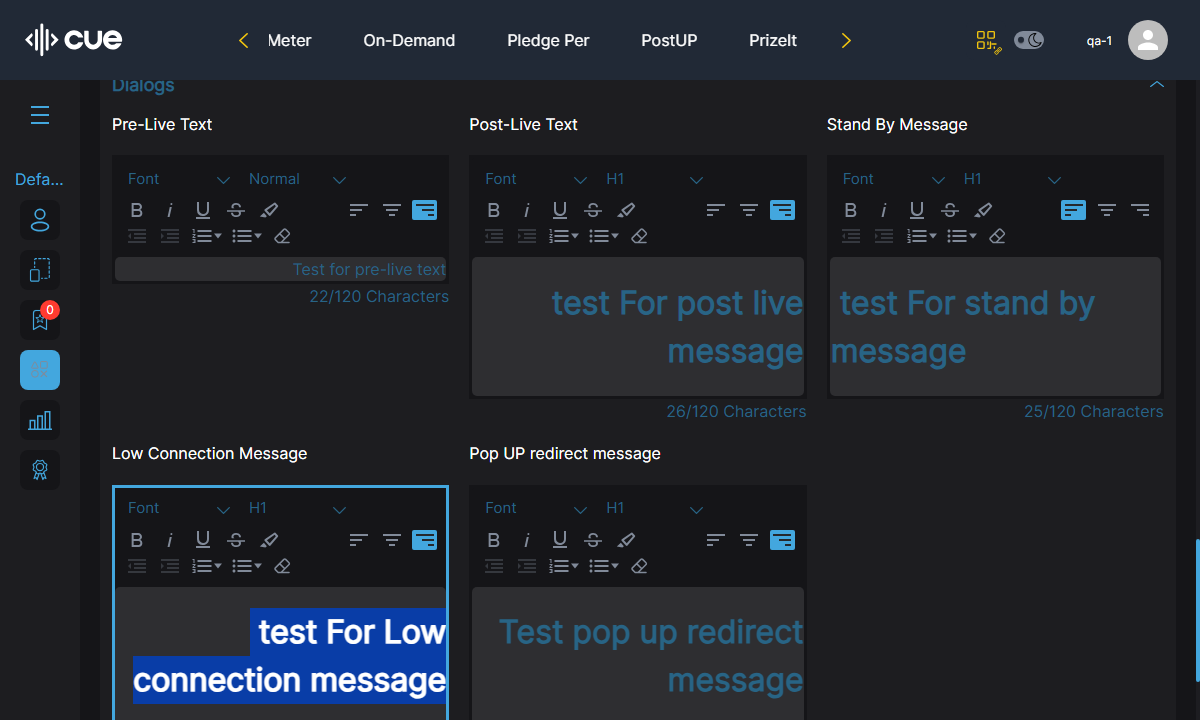 cue
Meter
On-Demand
Pledge Per
PostUP
PrizeIt
qa-1
Dialogs
Defa...
0
Pre-Live Text
Font
Normal
B i U S
Test for pre-live text
22/120 Characters
Post-Live Text
Font
H1
B i U S
test For post live
message
26/120 Characters
Stand By Message
Font
H1
B i U S
test For stand by
message
25/120 Characters
Low Connection Message
Font
H1
B i U S
test For Low
connection message
Pop UP redirect message
Font
H1
B i U S
Test pop up redirect
message